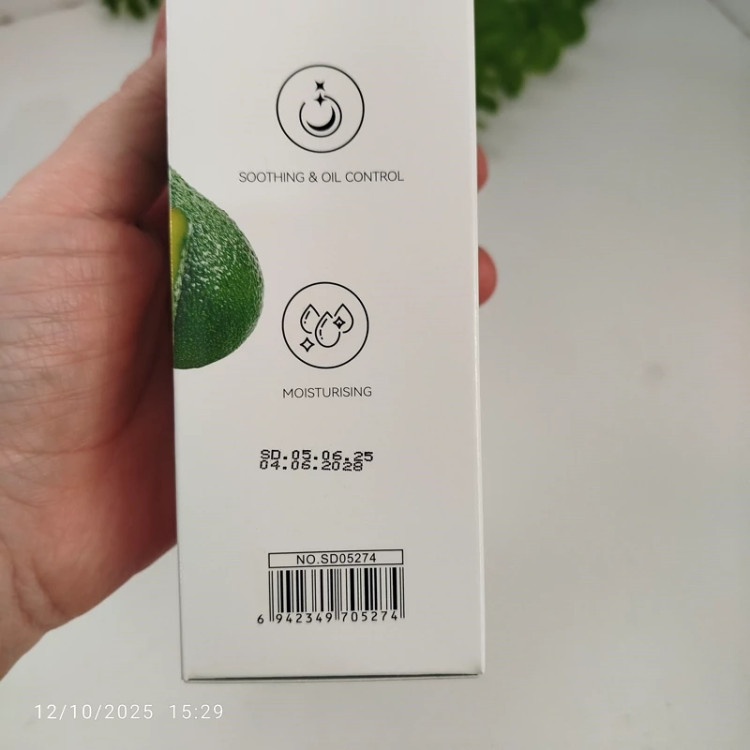 SOOTHING & OIL CONTROL
MOISTURISING
SD.05.06.25
04.06.2028
NO.SD05274
6 942349 705274
12/10/2025 15:29